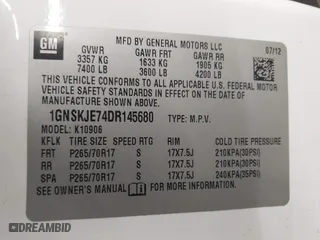 GM
MFD BY GENERAL MOTORS LLC
07/12
GVWR GAWR FRT GAWR RR
3357 KG 1633 KG 1905 KG
7400 LB 3600 LB 4200 LB
THIS VEHICLE CONFORMS TO ALL APPLICABLE U.S. FEDERAL MOTOR
VEHICLE SAFETY AND THEFT PREVENTION STANDARDS IN EFFECT ON
THE DATE OF MANUFACTURE SHOWN ABOVE.
1GNSKJE74DR145680 TYPE: M.P.V.
MODEL: K10906
KFLK TIRE SIZE SPEED RTG RIM COLD TIRE PRESSURE
FRT P265/70R17 S 17X7.5J 210KPA(30PSI)
RR P265/70R17 S 17X7.5J 210KPA(30PSI)
SPA P265/70R17 S 17X7.5J 240KPA(35PSI)
SEE OWNER'S MANUAL FOR MORE INFORMATION.
DREAMBID